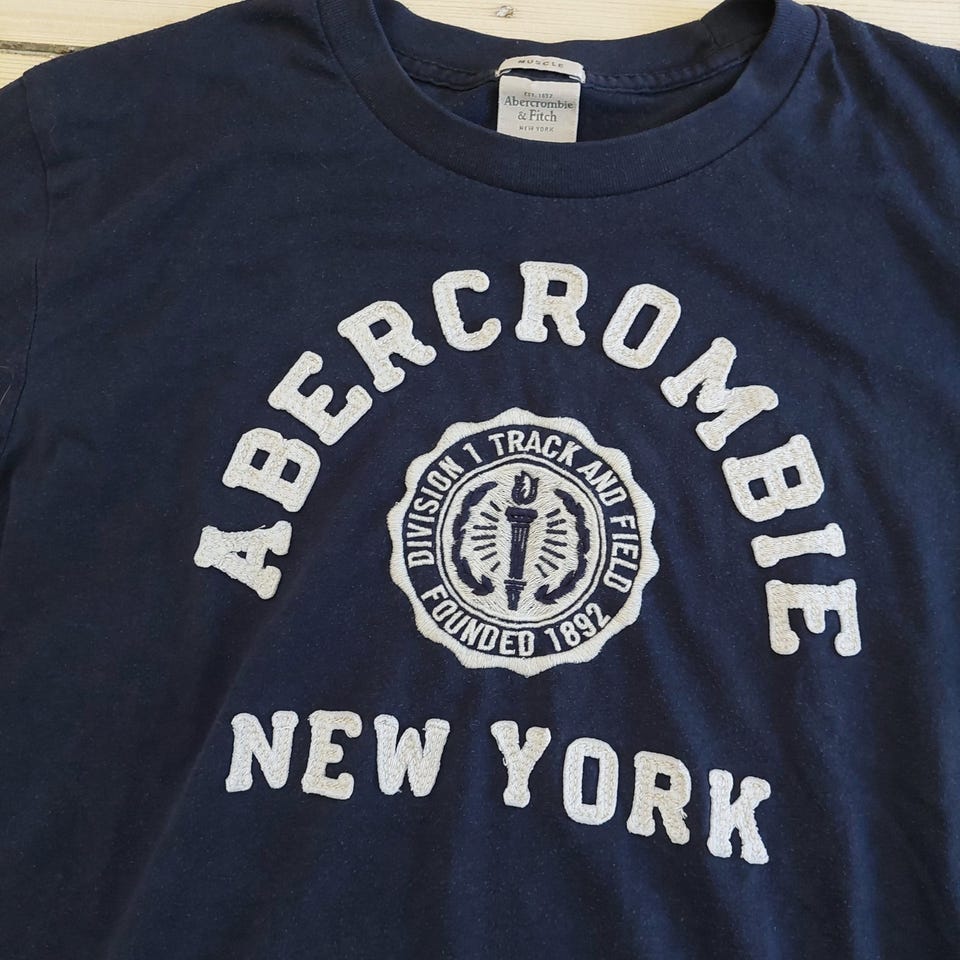 MUSCLE
EST. 1892
Abercrombie
& Fitch
NEW YORK
ABERCROMBIE
DIVISION 1 TRACK AND FIELD
FOUNDED 1892
NEW YORK